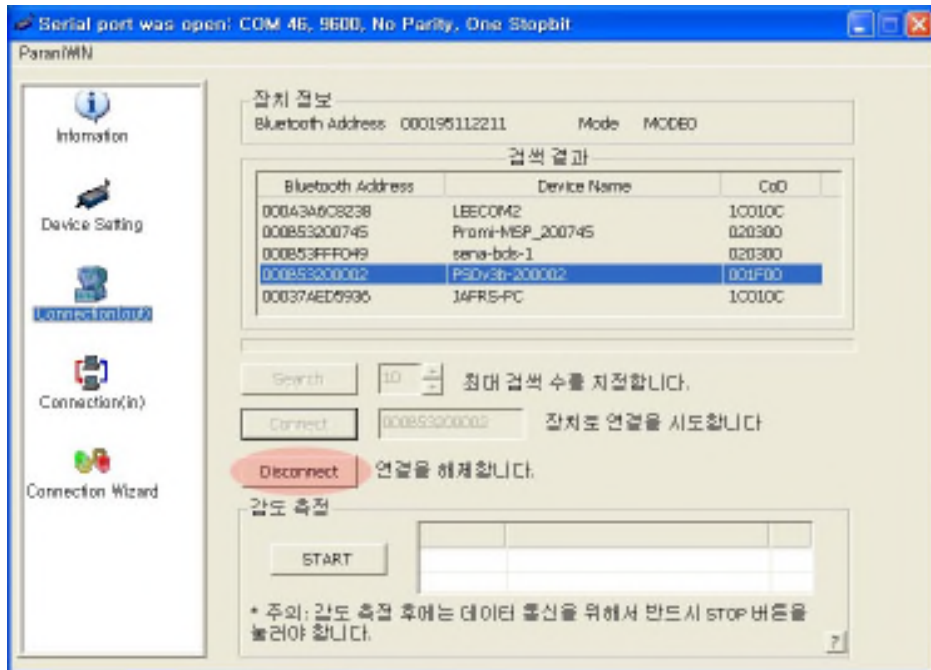 Serial port was open: COM 46, 9600, No Parity, One Stopbit
ParaniWIN
Infomation
Device Setting
Connection(out)
Connection(in)
Connection Wizard
장치 정보
Bluetooth Address 000195112211 Mode MODE0
검색 결과
Bluetooth Address Device Name CoD
000A3A6C8238 LEECOM2 1C010C
000853200745 Promi-MSP_200745 020300
000853FFF049 sena-bds-1 020300
000853200002 PSDv3b-200002 001F00
00037AED5936 JAFRS-PC 1C010C
Search 10 최대 검색 수를 지정합니다.
Connect 000853200002 장치로 연결을 시도합니다
Disconnect 연결을 해제합니다.
감도 측정
START
* 주의: 감도 측정 후에는 데이터 통신을 위해서 반드시 STOP 버튼을
눌러야 합니다.
?